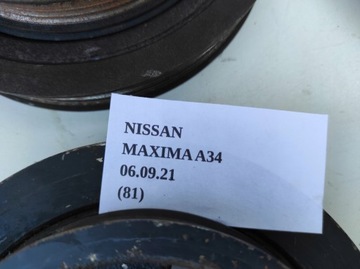 NISSAN
MAXIMA A34
06.09.21
(81)